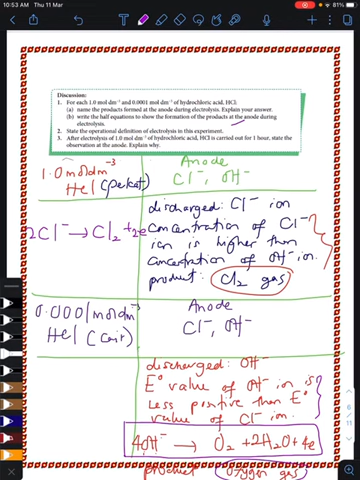 10:53 AM Thu 11 Mar
Discussion:
1. For each 1.0 mol dm⁻³ and 0.0001 mol dm⁻³ of hydrochloric acid, HCl:
(a) name the products formed at the anode during electrolysis. Explain your answer.
(b) write the half equations to show the formation of the products at the anode during
electrolysis.
2. State the operational definition of electrolysis in this experiment.
3. After electrolysis of 1.0 mol dm⁻³ of hydrochloric acid, HCl is carried out for 1 hour, state the
observation at the anode. Explain why.
1.0 moldm⁻³
HCl (pekat)
Anode
Cl⁻, OH⁻
2Cl⁻ → Cl₂ + 2e
discharged: Cl⁻ ion
Concentration of Cl⁻
ion is higher than
concentration of OH⁻ ion.
product: Cl₂ gas
0.0001 moldm⁻³
HCl (cair)
Anode
Cl⁻, OH⁻
discharged: OH⁻
E° value of OH⁻ ion is
less positive than E°
value of Cl⁻ ion.
4OH⁻ → O₂ + 2H₂O + 4e
product: Oxygen gas
6
11